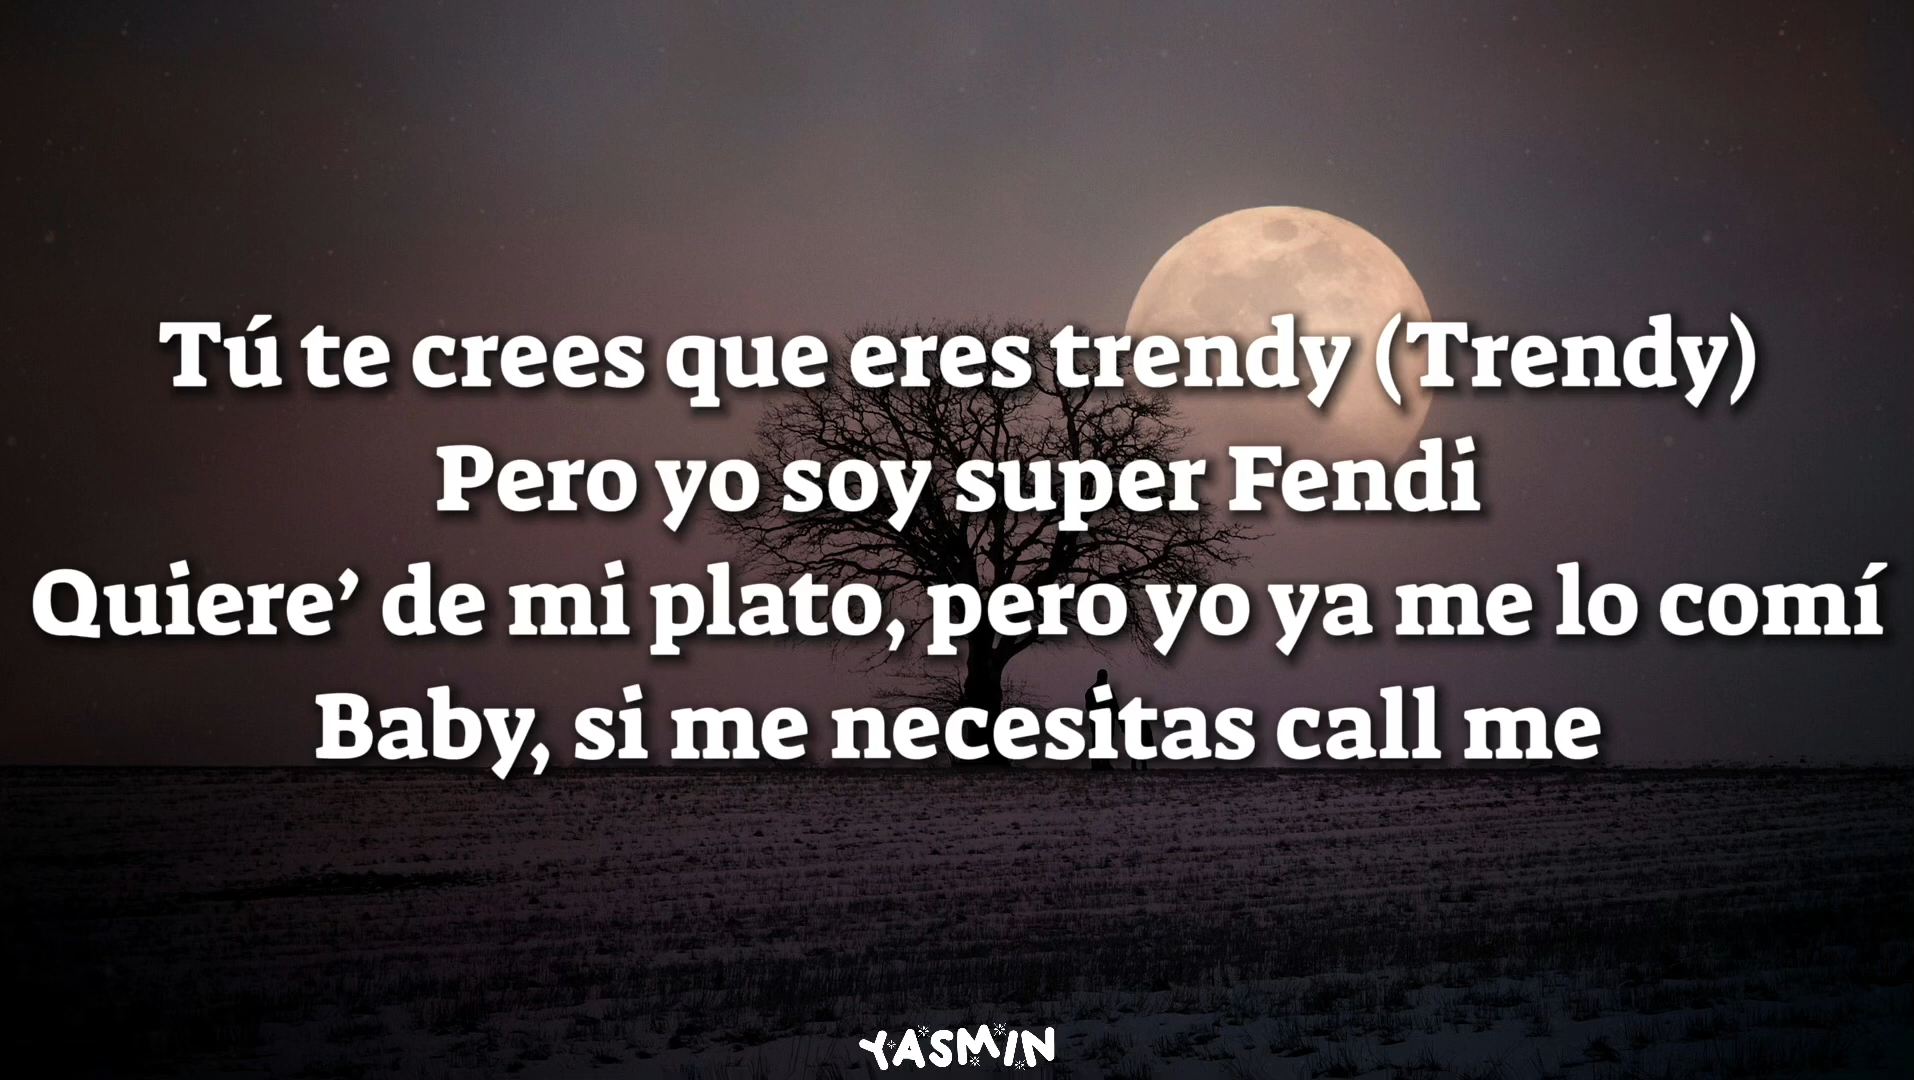 Tú te crees que eres trendy (Trendy)
Pero yo soy super Fendi
Quiere’ de mi plato, pero yo ya me lo comí
Baby, si me necesitas call me
YASMIN